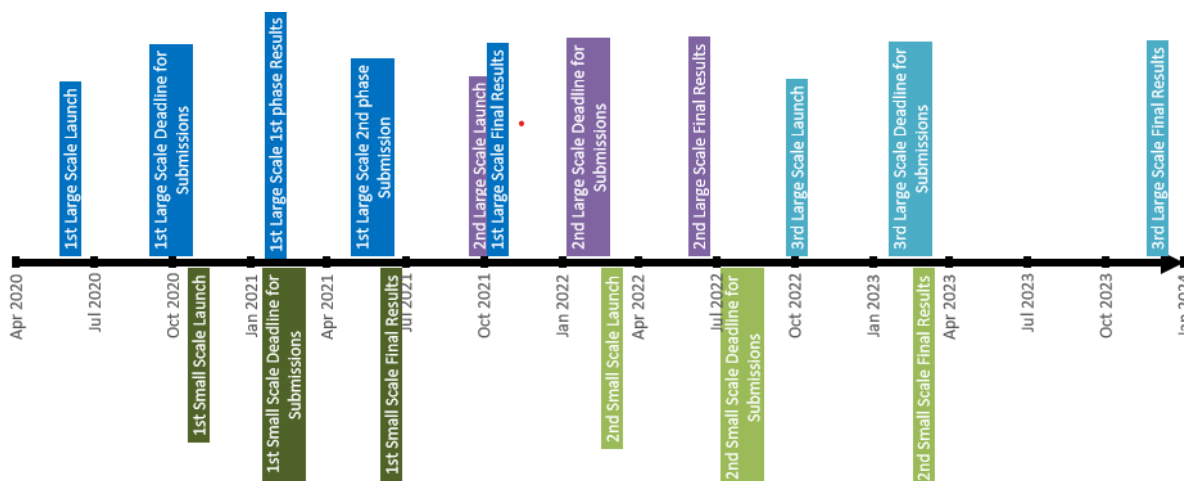 1st Large Scale Launch
1st Large Scale Deadline for
Submissions
1st Large Scale 1st phase Results
1st Large Scale 2nd phase
Submission
2nd Large Scale Launch
1st Large Scale Final Results
2nd Large Scale Deadline for
Submissions
2nd Large Scale Final Results
3rd Large Scale Launch
3rd Large Scale Deadline for
Submissions
3rd Large Scale Final Results
Apr 2020
Jul 2020
Oct 2020
Jan 2021
Apr 2021
Jul 2021
Oct 2021
Jan 2022
Apr 2022
Jul 2022
Oct 2022
Jan 2023
Apr 2023
Jul 2023
Oct 2023
Jan 2024
1st Small Scale Launch
1st Small Scale Deadline for
Submissions
1st Small Scale Final Results
2nd Small Scale Launch
2nd Small Scale Deadline for
Submissions
2nd Small Scale Final Results